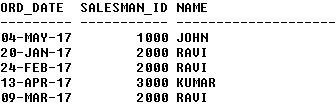 ORD_DATE SALESMAN_ID NAME
--------- ----------- --------------------
04-MAY-17 1000 JOHN
20-JAN-17 2000 RAVI
24-FEB-17 2000 RAVI
13-APR-17 3000 KUMAR
09-MAR-17 2000 RAVI